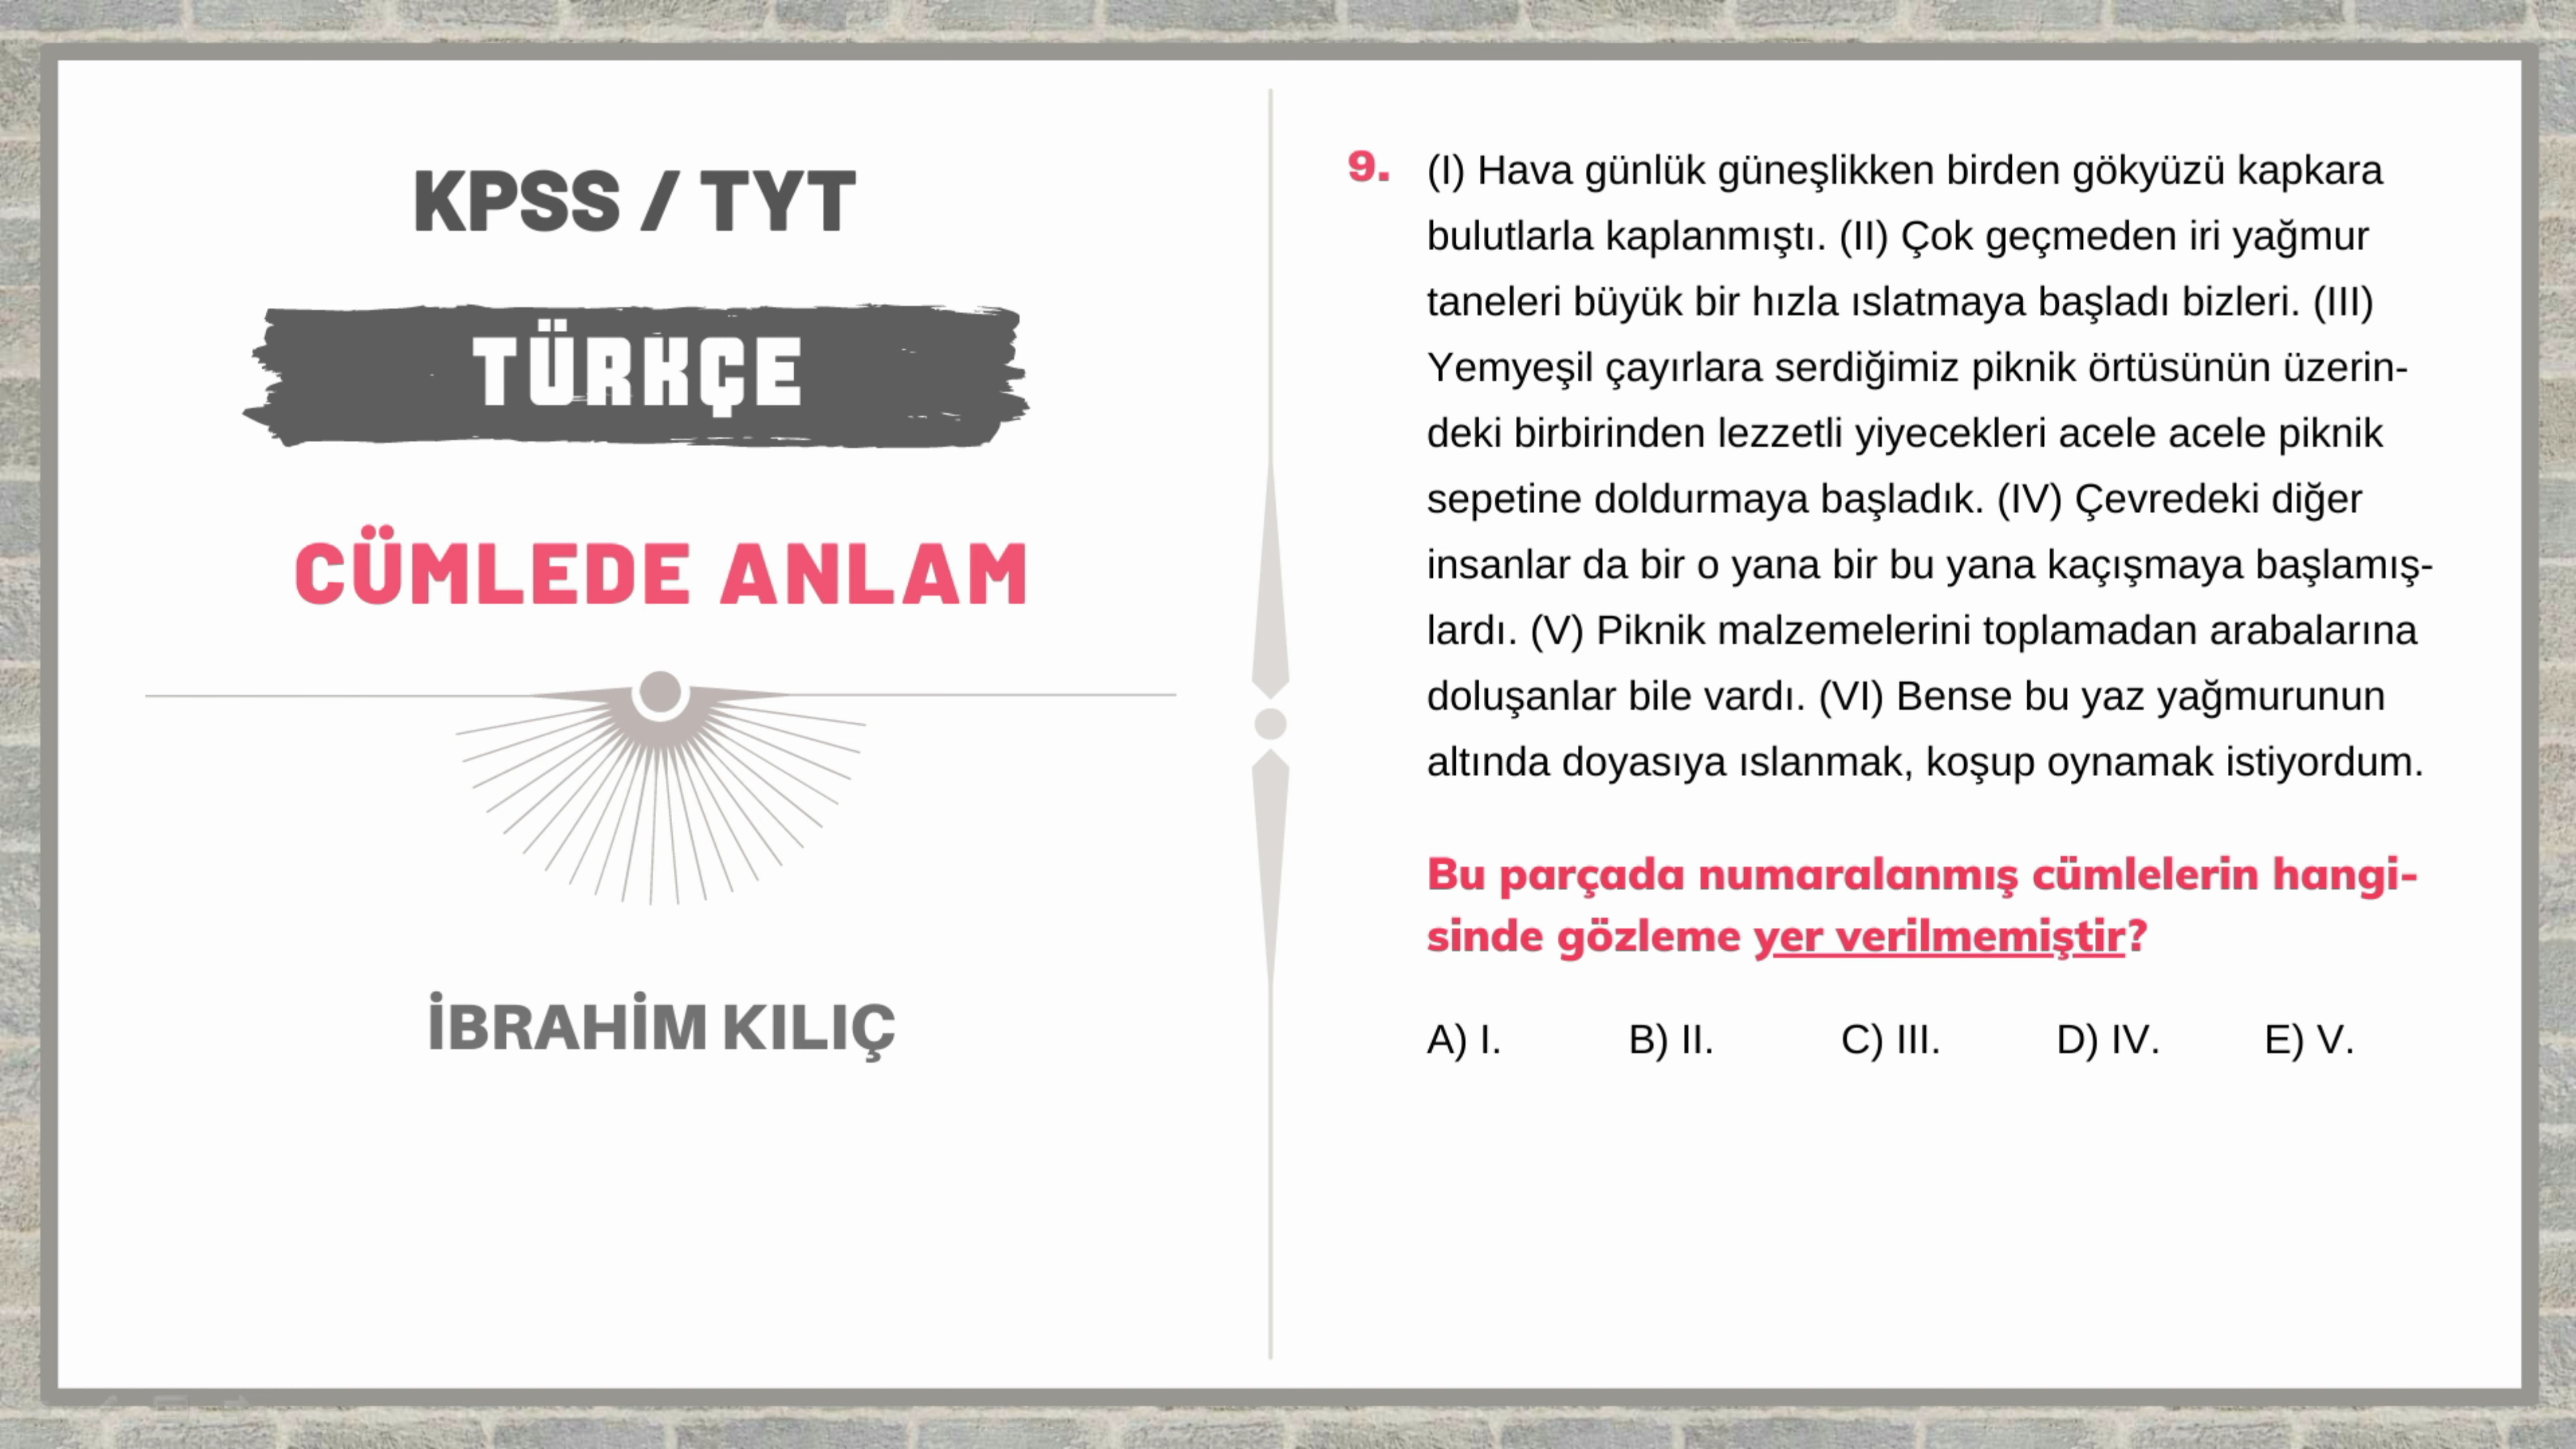 KPSS / TYT
TÜRKÇE
CÜMLEDE ANLAM
İBRAHİM KILIÇ
9. (I) Hava günlük güneşlikken birden gökyüzü kapkara
bulutlarla kaplanmıştı. (II) Çok geçmeden iri yağmur
taneleri büyük bir hızla ıslatmaya başladı bizleri. (III)
Yemyeşil çayırlara serdiğimiz piknik örtüsünün üzerin-
deki birbirinden lezzetli yiyecekleri acele acele piknik
sepetine doldurmaya başladık. (IV) Çevredeki diğer
insanlar da bir o yana bir bu yana kaçışmaya başlamış-
lardı. (V) Piknik malzemelerini toplamadan arabalarına
doluşanlar bile vardı. (VI) Bense bu yaz yağmurunun
altında doyasıya ıslanmak, koşup oynamak istiyordum.
Bu parçada numaralanmış cümlelerin hangi-
sinde gözleme yer verilmemiştir?
A) I. B) II. C) III. D) IV. E) V.